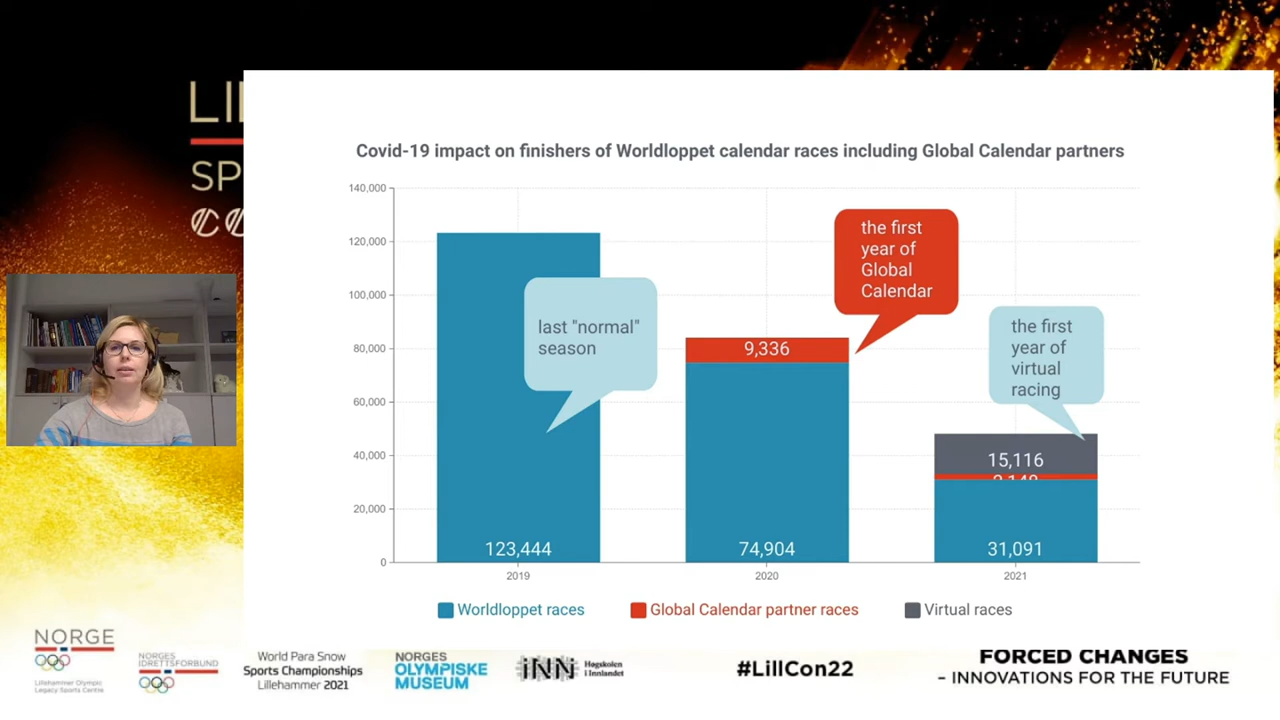 LI
SP
CO
Covid-19 impact on finishers of Worldloppet calendar races including Global Calendar partners
140,000
120,000
100,000
80,000
60,000
40,000
20,000
0
last "normal"
season
the first
year of
Global
Calendar
the first
year of
virtual
racing
123,444
9,336
74,904
15,116
31,091
2019
2020
2021
Worldloppet races
Global Calendar partner races
Virtual races
NORGE
Lillehammer Olympic
Legacy Sports Centre
NORGES
IDRETTSFORBUND
World Para Snow
Sports Championships
Lillehammer 2021
NORGES
OLYMPISKE
MUSEUM
iNN
Høgskolen
i Innlandet
#LillCon22
FORCED CHANGES
– INNOVATIONS FOR THE FUTURE